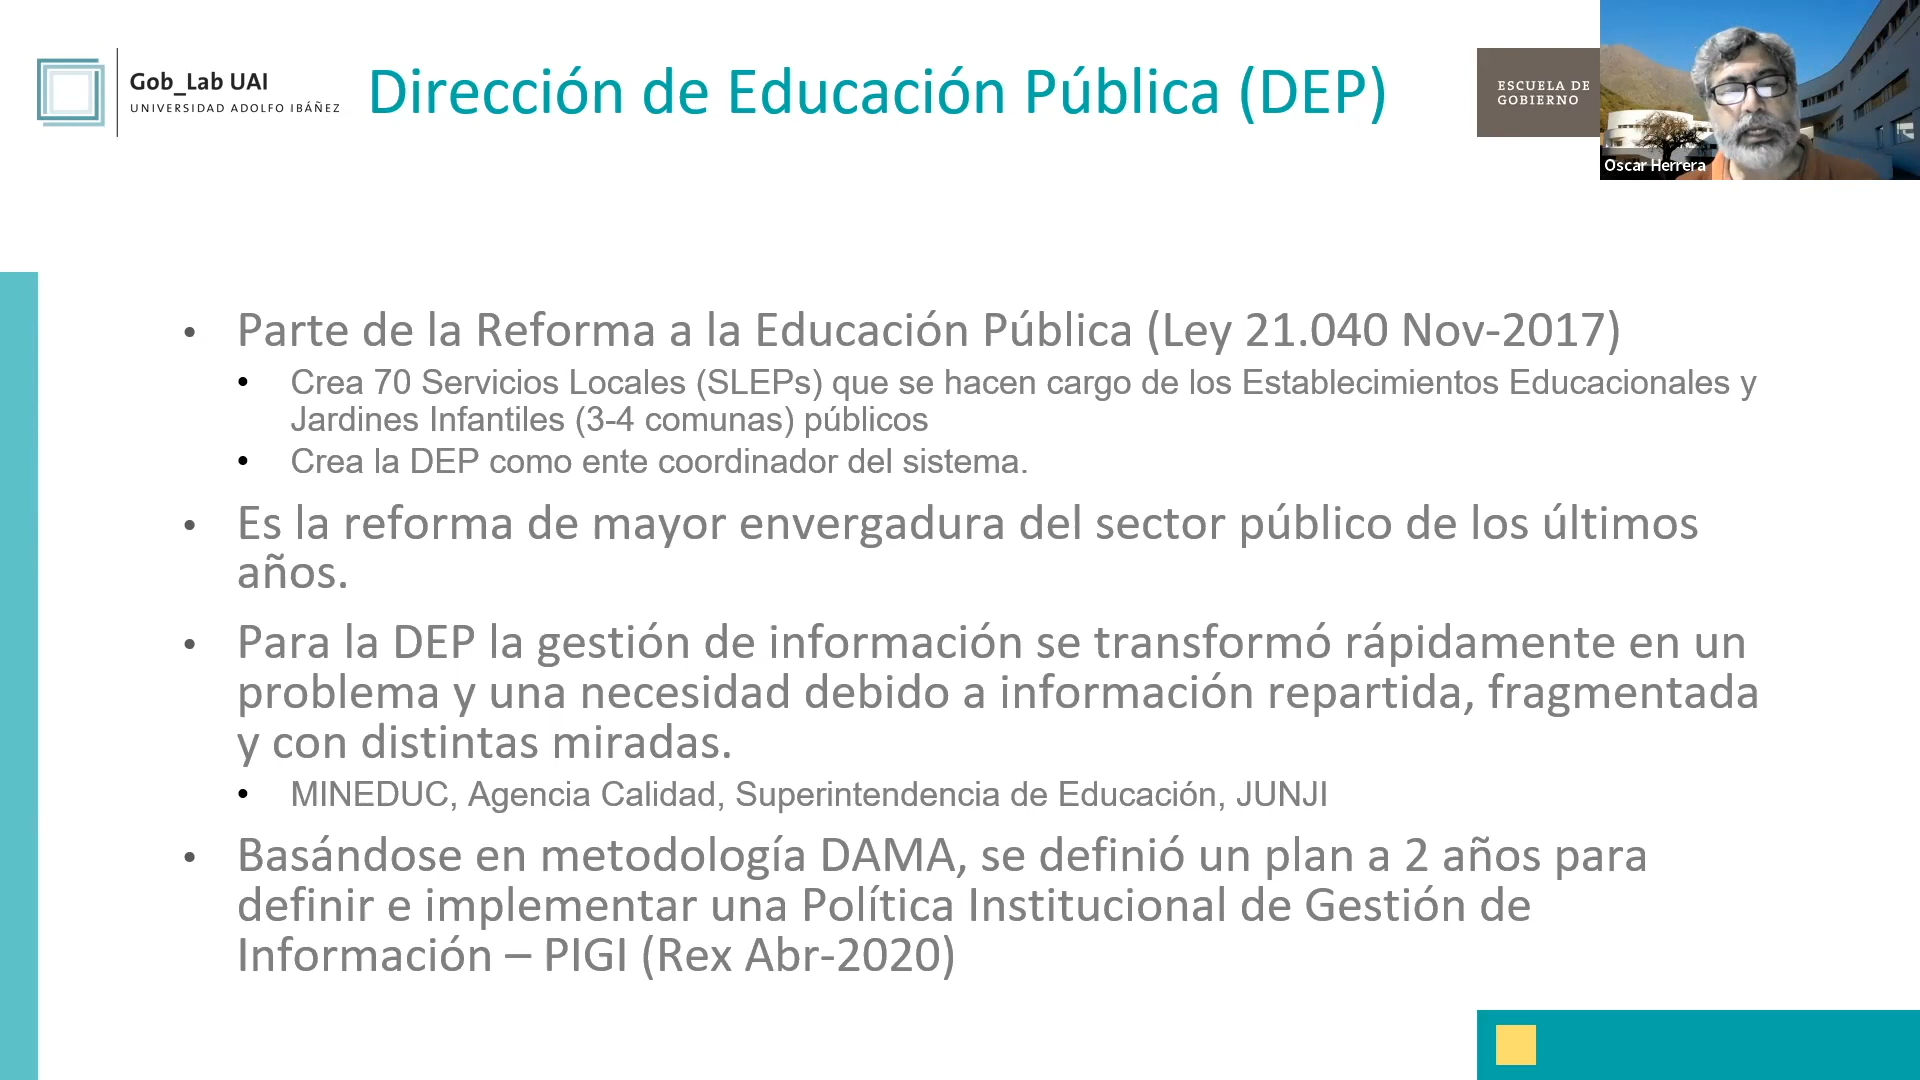 Gob_Lab UAI
UNIVERSIDAD ADOLFO IBÁÑEZ
Dirección de Educación Pública (DEP)
ESCUELA DE
GOBIERNO
Oscar Herrera
• Parte de la Reforma a la Educación Pública (Ley 21.040 Nov-2017)
• Crea 70 Servicios Locales (SLEPs) que se hacen cargo de los Establecimientos Educacionales y
Jardines Infantiles (3-4 comunas) públicos
• Crea la DEP como ente coordinador del sistema.
• Es la reforma de mayor envergadura del sector público de los últimos
años.
• Para la DEP la gestión de información se transformó rápidamente en un
problema y una necesidad debido a información repartida, fragmentada
y con distintas miradas.
• MINEDUC, Agencia Calidad, Superintendencia de Educación, JUNJI
• Basándose en metodología DAMA, se definió un plan a 2 años para
definir e implementar una Política Institucional de Gestión de
Información – PIGI (Rex Abr-2020)